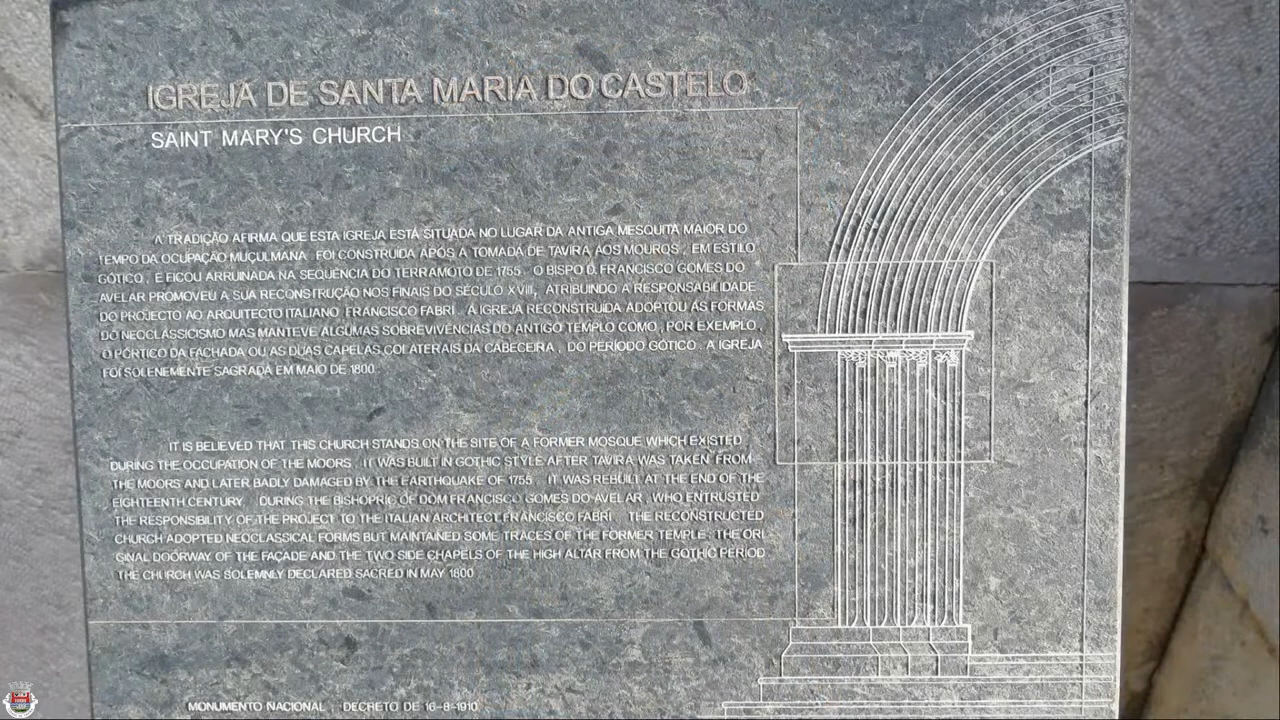 IGREJA DE SANTA MARIA DO CASTELO
SAINT MARY'S CHURCH
A TRADIÇÃO AFIRMA QUE ESTA IGREJA ESTÁ SITUADA NO LUGAR DA ANTIGA MESQUITA MAIOR DO
TEMPO DA OCUPAÇÃO MUÇULMANA . FOI CONSTRUÍDA APÓS A TOMADA DE TAVIRA AOS MOUROS , EM ESTILO
GÓTICO , E FICOU ARRUINADA NA SEQUÊNCIA DO TERRAMOTO DE 1755 . O BISPO D. FRANCISCO GOMES DO
AVELAR PROMOVEU A SUA RECONSTRUÇÃO NOS FINAIS DO SÉCULO XVIII, ATRIBUINDO A RESPONSABILIDADE
DO PROJECTO AO ARQUITECTO ITALIANO FRANCISCO FABRI . A IGREJA RECONSTRUÍDA ADOPTOU AS FORMAS
DO NEOCLASSICISMO MAS MANTEVE ALGUMAS SOBREVIVÊNCIAS DO ANTIGO TEMPLO COMO , POR EXEMPLO ,
O PÓRTICO DA FACHADA OU AS DUAS CAPELAS COLATERAIS DA CABECEIRA , DO PERÍODO GÓTICO . A IGREJA
FOI SOLENEMENTE SAGRADA EM MAIO DE 1800
IT IS BELIEVED THAT THIS CHURCH STANDS ON THE SITE OF A FORMER MOSQUE WHICH EXISTED
DURING THE OCCUPATION OF THE MOORS . IT WAS BUILT IN GOTHIC STYLE AFTER TAVIRA WAS TAKEN FROM
THE MOORS AND LATER BADLY DAMAGED BY THE EARTHQUAKE OF 1755 . IT WAS REBUILT AT THE END OF THE
EIGHTEENTH CENTURY DURING THE BISHOPRIC OF DOM FRANCISCO GOMES DO AVELAR , WHO ENTRUSTED
THE RESPONSIBILITY OF THE PROJECT TO THE ITALIAN ARCHITECT FRANCISCO FABRI . THE RECONSTRUCTED
CHURCH ADOPTED NEOCLASSICAL FORMS BUT MAINTAINED SOME TRACES OF THE FORMER TEMPLE : THE ORI
GINAL DOORWAY OF THE FAÇADE AND THE TWO SIDE CHAPELS OF THE HIGH ALTAR FROM THE GOTHIC PERIOD
THE CHURCH WAS SOLEMNLY DECLARED SACRED IN MAY 1800
MONUMENTO NACIONAL DECRETO DE 16-6-1910